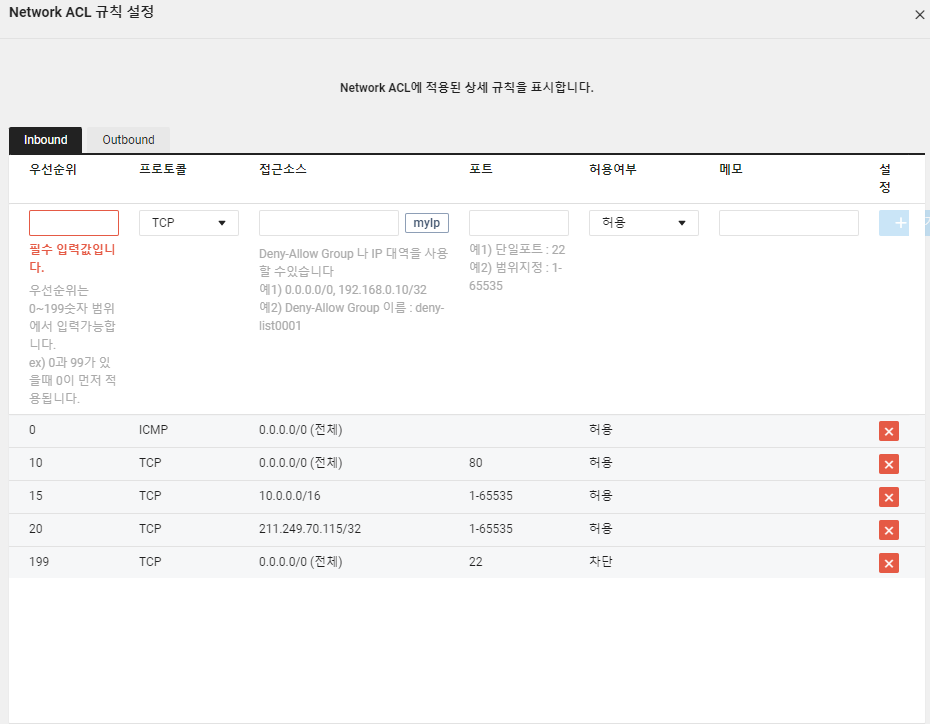 Network ACL 규칙 설정
Network ACL에 적용된 상세 규칙을 표시합니다.
Inbound Outbound
우선순위 프로토콜 접근소스 포트 허용여부 메모 설
정
TCP myIp 허용
필수 입력값입니
다.
우선순위는
0~199숫자 범위
에서 입력가능합
니다.
ex) 0과 99가 있
을때 0이 먼저 적
용됩니다.
Deny-Allow Group 나 IP 대역을 사용
할 수있습니다
예1) 0.0.0.0/0, 192.168.0.10/32
예2) Deny-Allow Group 이름 : deny-
list0001
예1) 단일포트 : 22
예2) 범위지정 : 1-
65535
0 ICMP 0.0.0.0/0 (전체) 허용
10 TCP 0.0.0.0/0 (전체) 80 허용
15 TCP 10.0.0.0/16 1-65535 허용
20 TCP 211.249.70.115/32 1-65535 허용
199 TCP 0.0.0.0/0 (전체) 22 차단